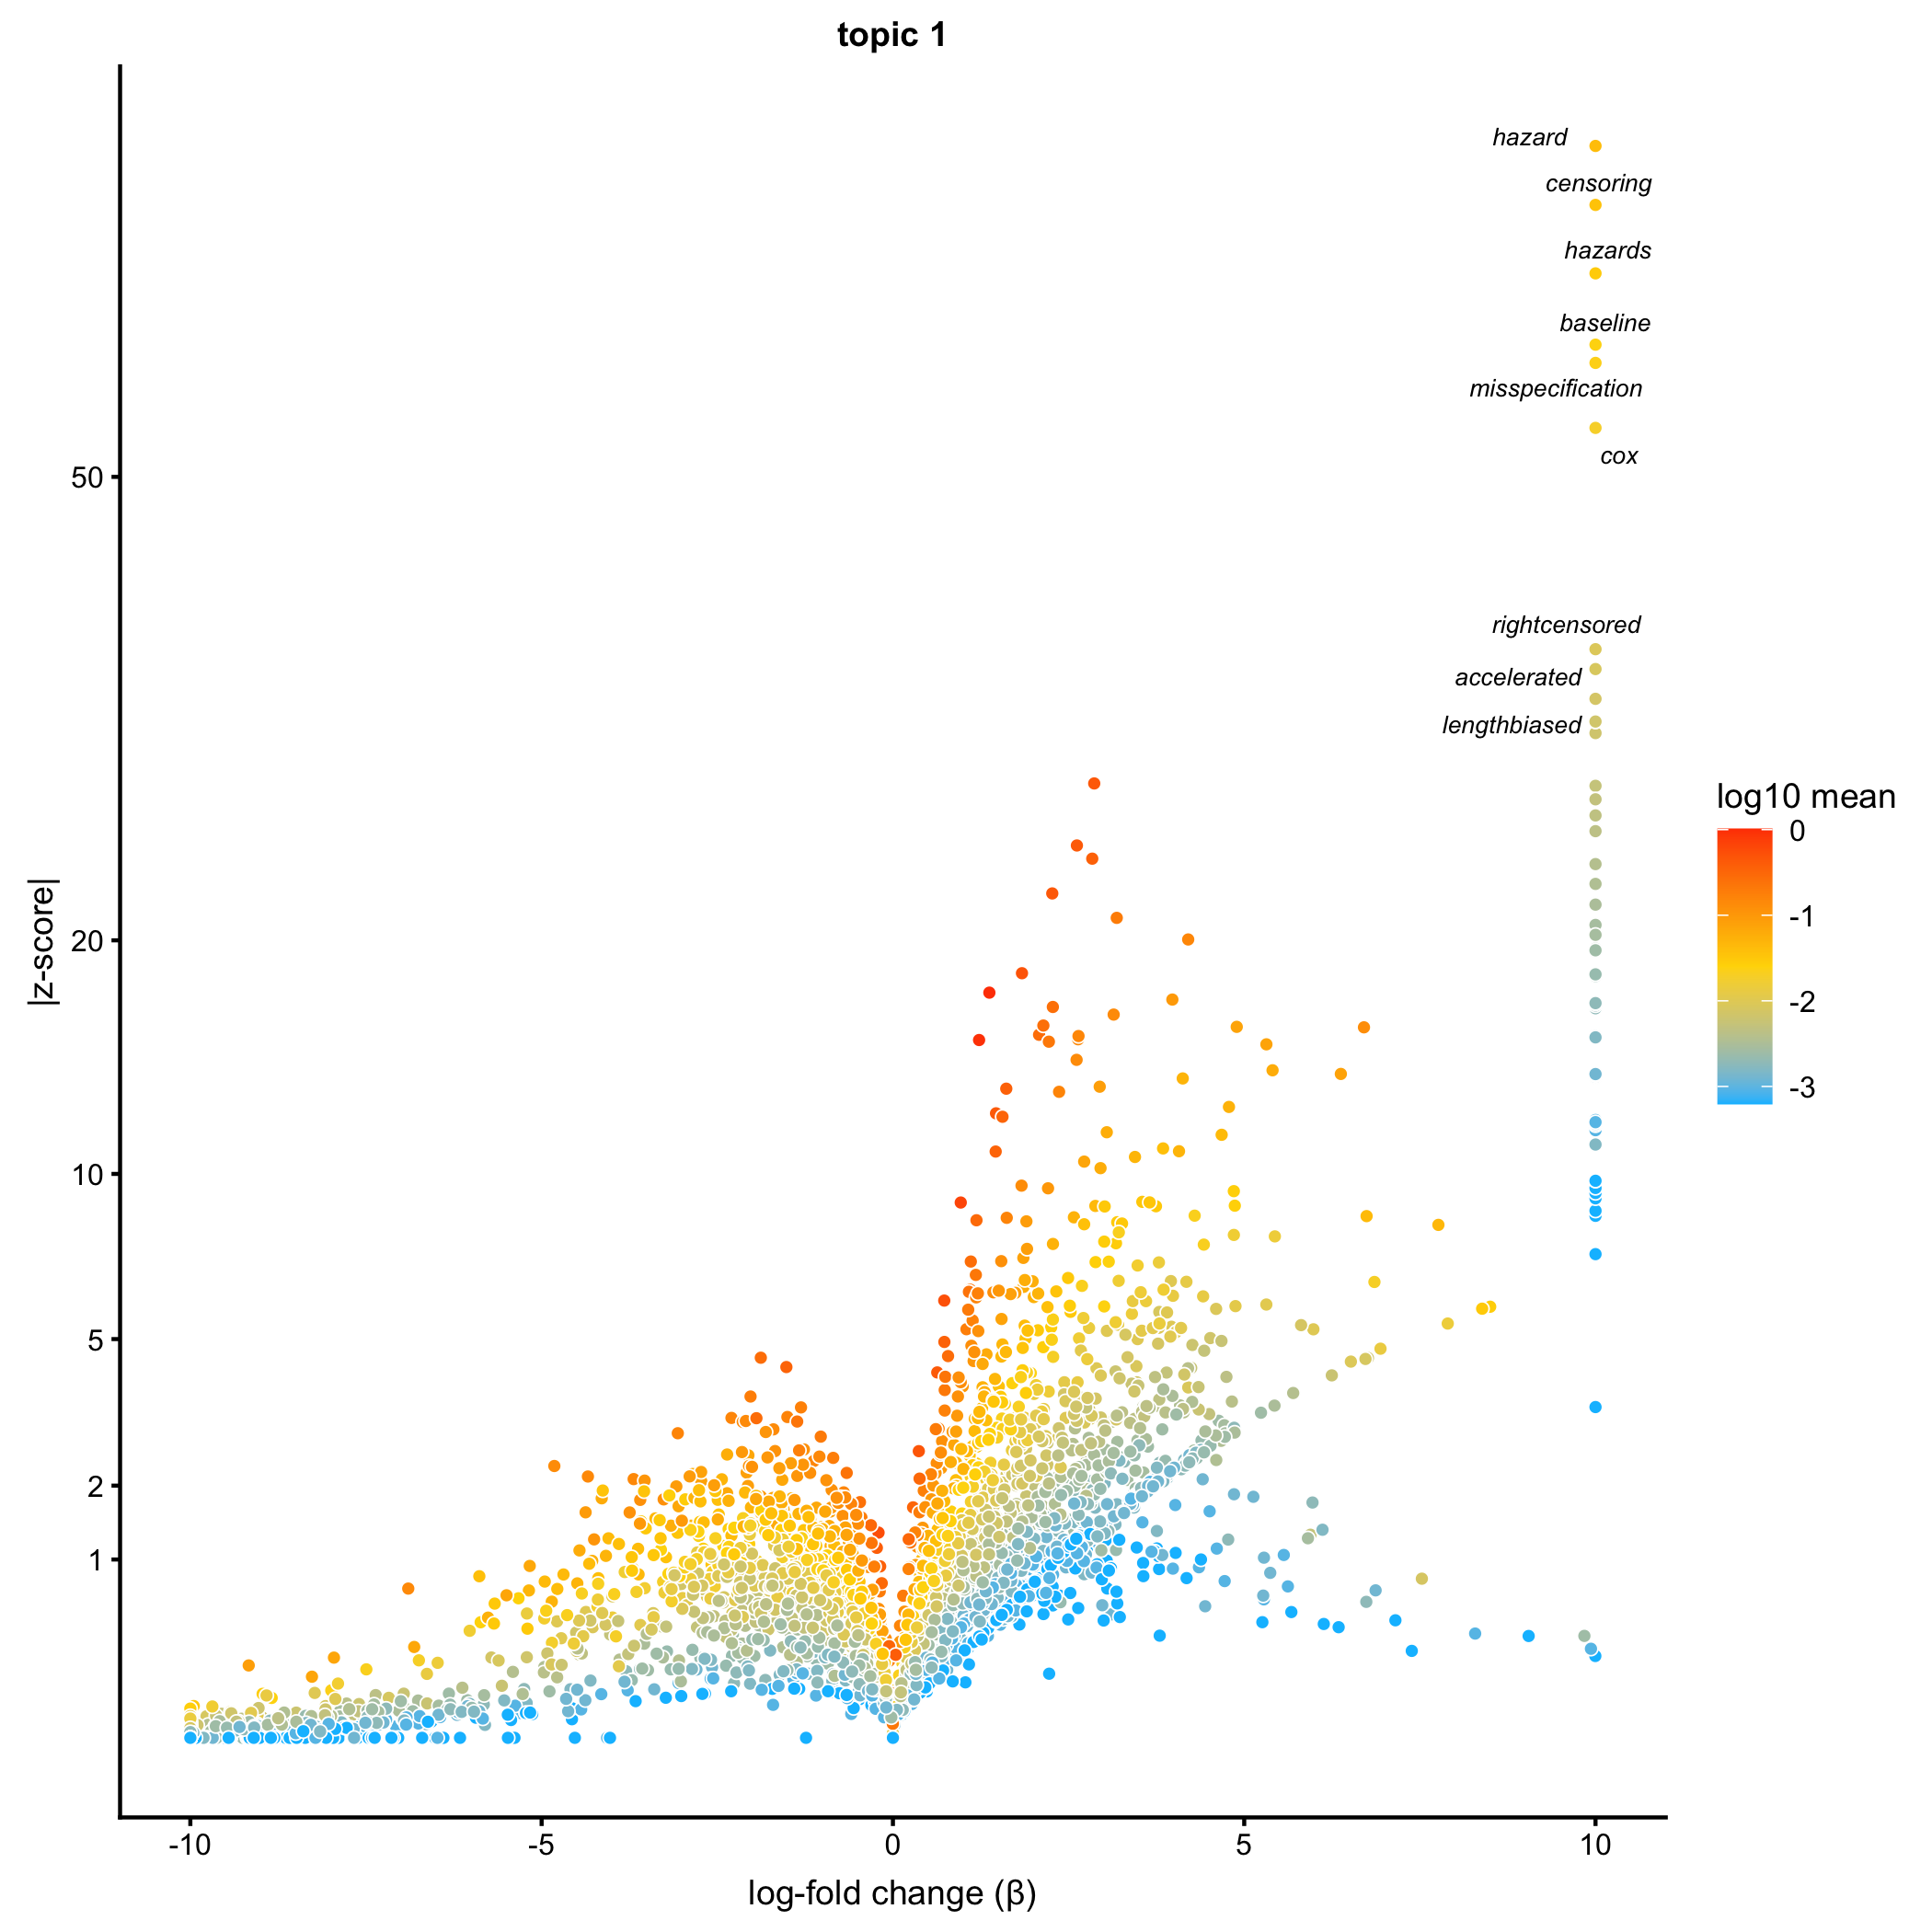 topic 1
hazard
censoring
hazards
baseline
misspecification
cox
rightcensored
accelerated
lengthbiased
|z-score|
50
20
10
5
2
1
-10
-5
0
5
10
log-fold change (β)
log10 mean
0
-1
-2
-3